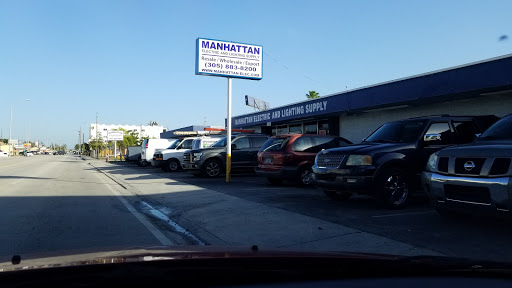 MANHATTAN
ELECTRIC AND LIGHTING SUPPLY
Resale / Wholesale / Export
(305) 883-8200
WWW.MANHATTAN-ELEC.COM
MANHATTAN ELECTRIC AND LIGHTING SUPPLY